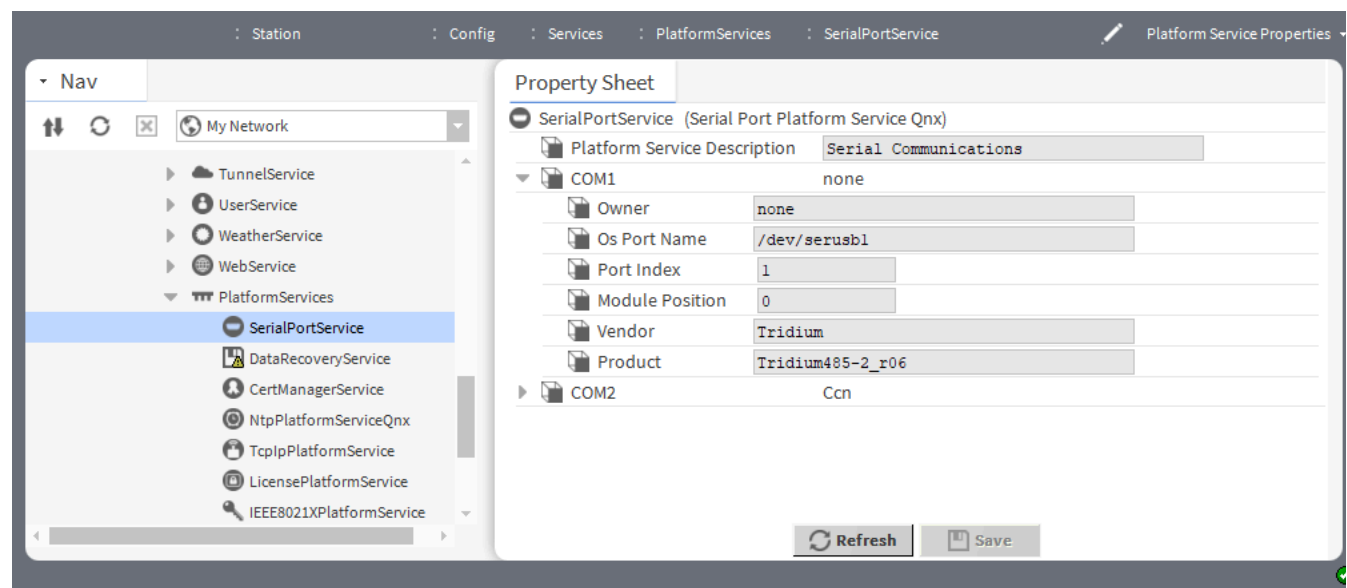 : Station : Config : Services : PlatformServices : SerialPortService Platform Service Properties
Nav
My Network
TunnelService
UserService
WeatherService
WebService
PlatformServices
SerialPortService
DataRecoveryService
CertManagerService
NtpPlatformServiceQnx
TcpIpPlatformService
LicensePlatformService
IEEE8021XPlatformService
Property Sheet
SerialPortService (Serial Port Platform Service Qnx)
Platform Service Description Serial Communications
COM1 none
Owner none
Os Port Name /dev/serusb1
Port Index 1
Module Position 0
Vendor Tridium
Product Tridium485-2_r06
COM2 Ccn
Refresh Save